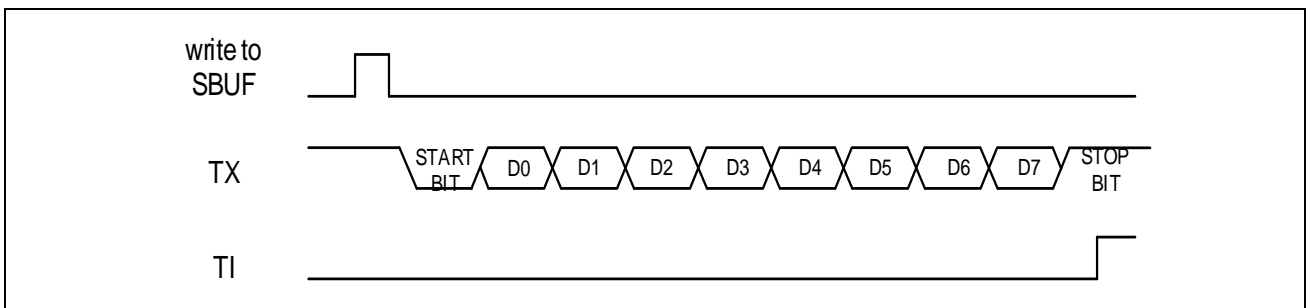 write to
SBUF
TX
START
BIT
D0
D1
D2
D3
D4
D5
D6
D7
STOP
BIT
TI